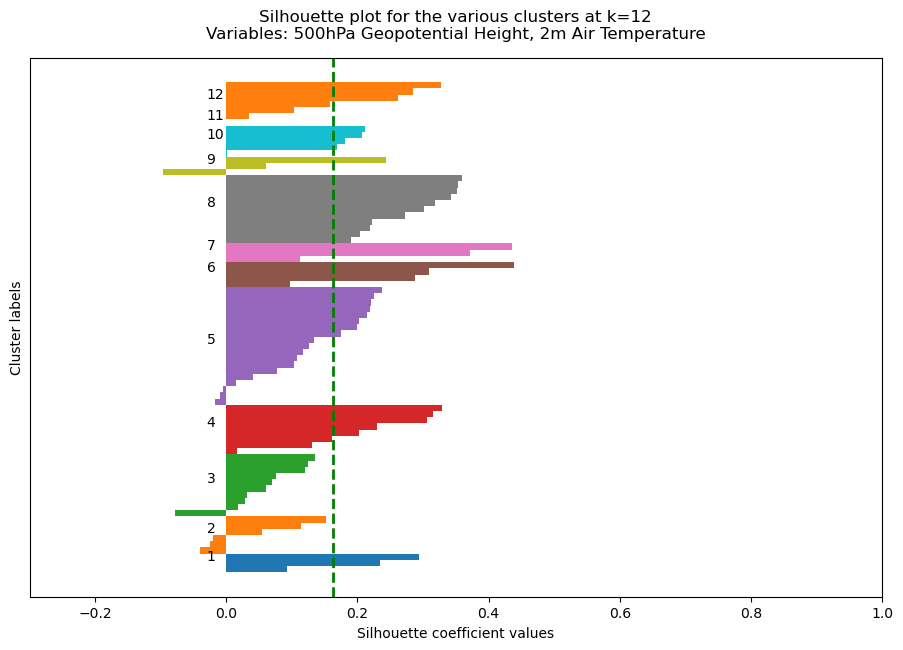 Silhouette plot for the various clusters at k=12
Variables: 500hPa Geopotential Height, 2m Air Temperature
Cluster labels
12
11
10
9
8
7
6
5
4
3
2
1
−0.2 0.0 0.2 0.4 0.6 0.8 1.0
Silhouette coefficient values